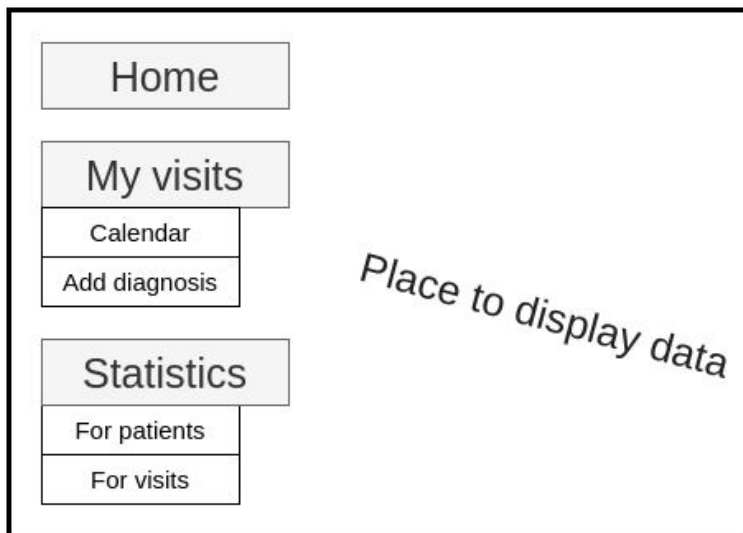 Home
My visits
Calendar
Add diagnosis
Statistics
For patients
For visits
Place to display data